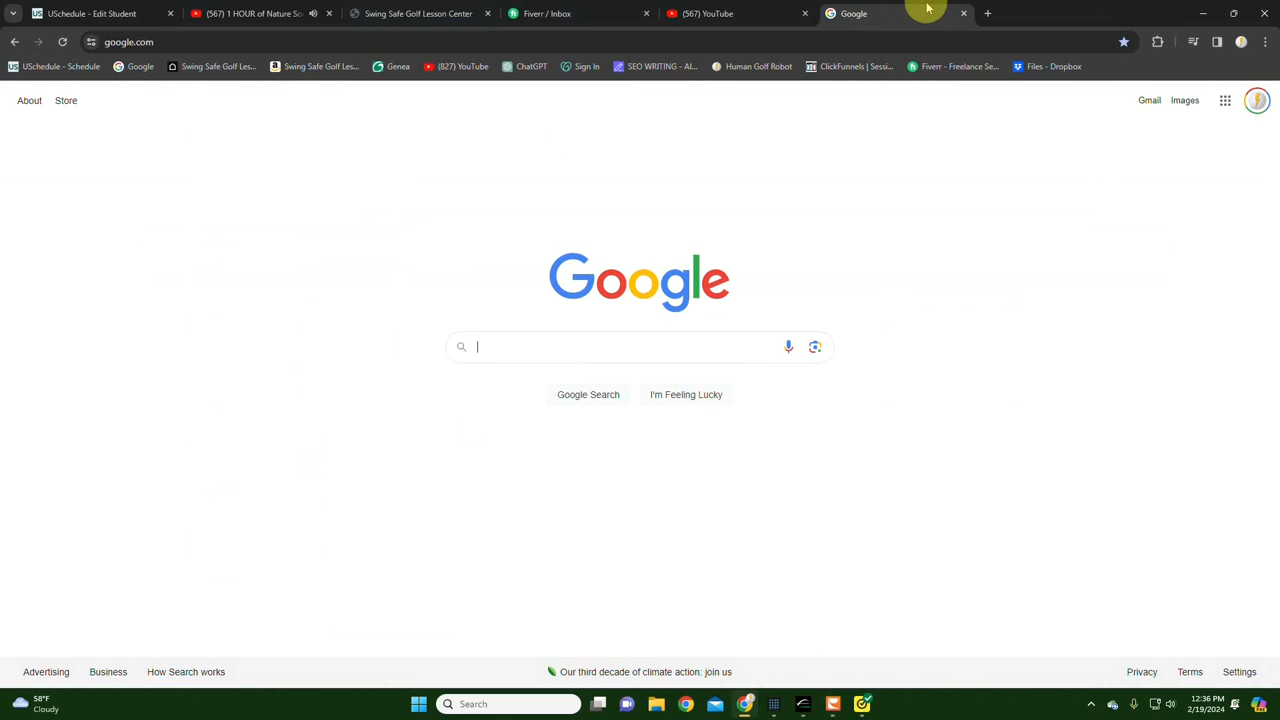 USchedule - Edit Student
(567) 1 HOUR of Nature So
Swing Safe Golf Lesson Center
Fiverr / Inbox
(567) YouTube
Google
google.com
USchedule - Schedule
Google
Swing Safe Golf Les...
Swing Safe Golf Les...
Genea
(827) YouTube
ChatGPT
Sign In
SEO WRITING - AI...
Human Golf Robot
ClickFunnels | Sessi...
Fiverr - Freelance Se...
Files - Dropbox
About
Store
Gmail
Images
Google
Google Search
I'm Feeling Lucky
Advertising
Business
How Search works
Our third decade of climate action: join us
Privacy
Terms
Settings
58°F
Cloudy
Search
12:36 PM
2/19/2024